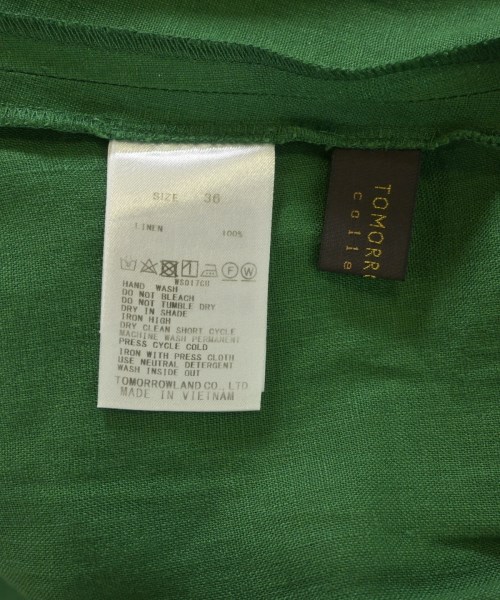 SIZE 36
LINEN 100%
HAND WASH
DO NOT BLEACH
DO NOT TUMBLE DRY
DRY IN SHADE
IRON HIGH
DRY CLEAN SHORT CYCLE
MACHINE WASH PERMANENT
PRESS CYCLE COLD
IRON WITH PRESS CLOTH
USE NEUTRAL DETERGENT
WASH INSIDE OUT
TOMORROWLAND CO., LTD
MADE IN VIETNAM
TOMORR
colle